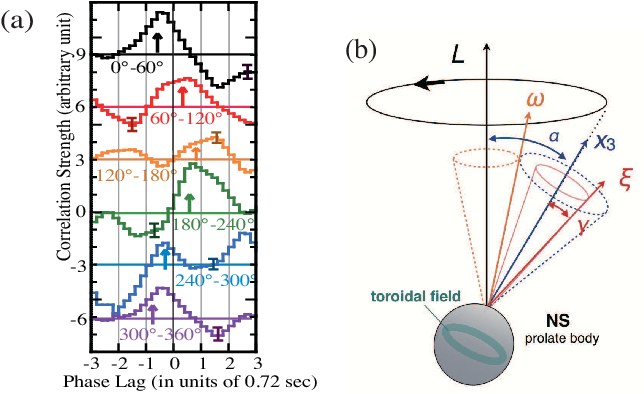 (a)
Correlation Strength (arbitrary unit)
9
6
3
0
-3
-6
0°-60°
60°-120°
120°-180°
180°-240°
240°-300°
300°-360°
-3 -2 -1 0 1 2 3
Phase Lag (in units of 0.72 sec)
(b)
L
ω
α
x3
ξ
γ
toroidal field
NS
prolate body